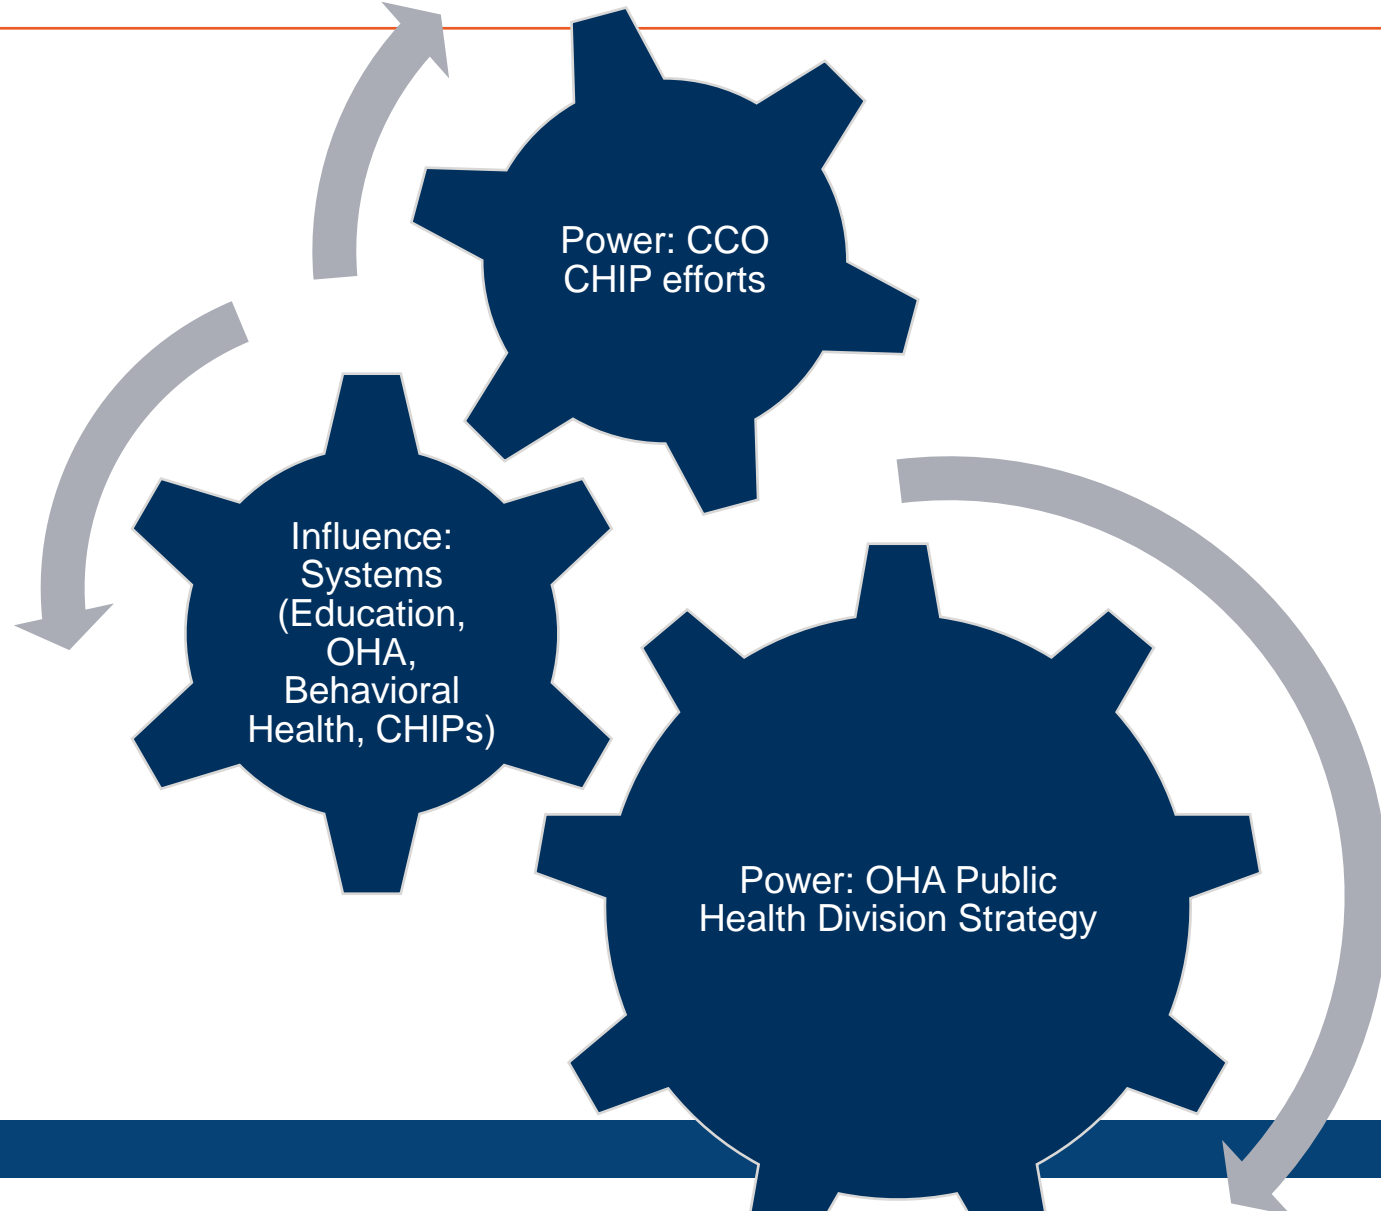 Power: CCO
CHIP efforts
Influence:
Systems
(Education,
OHA,
Behavioral
Health, CHIPs)
Power: OHA Public
Health Division Strategy